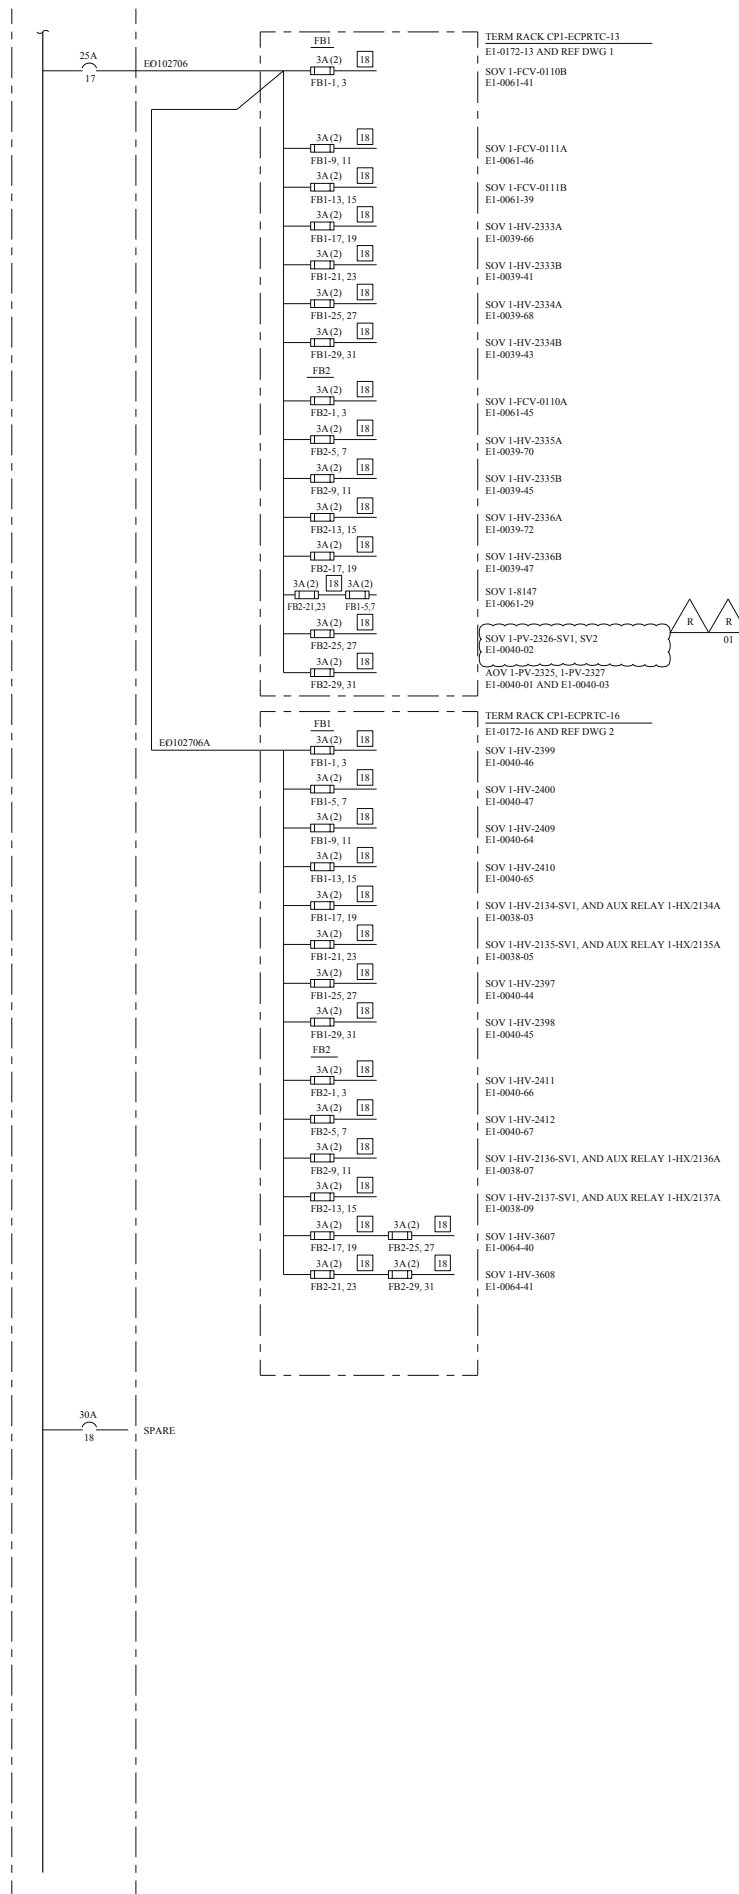 TERM RACK CP1-ECPRTC-13
FB1
E1-0172-13 AND REF DWG 1
25A
EO102706
3A (2) 18
SOV 1-FCV-0110B
17
FB1-1, 3
E1-0061-41
3A (2) 18
SOV 1-FCV-0111A
FB1-9, 11
E1-0061-46
3A (2) 18
SOV 1-FCV-0111B
FB1-13, 15
E1-0061-39
3A (2) 18
SOV 1-HV-2333A
FB1-17, 19
E1-0039-66
3A (2) 18
SOV 1-HV-2333B
FB1-21, 23
E1-0039-41
3A (2) 18
SOV 1-HV-2334A
FB1-25, 27
E1-0039-68
3A (2) 18
SOV 1-HV-2334B
FB1-29, 31
E1-0039-43
FB2
3A (2) 18
SOV 1-FCV-0110A
FB2-1, 3
E1-0061-45
3A (2) 18
SOV 1-HV-2335A
FB2-5, 7
E1-0039-70
3A (2) 18
SOV 1-HV-2335B
FB2-9, 11
E1-0039-45
3A (2) 18
SOV 1-HV-2336A
FB2-13, 15
E1-0039-72
3A (2) 18
SOV 1-HV-2336B
FB2-17, 19
E1-0039-47
3A (2) 18 3A (2)
SOV 1-8147
FB2-21,23 FB1-5,7
E1-0061-29
3A (2) 18
SOV 1-PV-2326-SV1, SV2
R R
FB2-25, 27
E1-0040-02
01
3A (2) 18
AOV 1-PV-2325, 1-PV-2327
FB2-29, 31
E1-0040-01 AND E1-0040-03
TERM RACK CP1-ECPRTC-16
FB1
E1-0172-16 AND REF DWG 2
EO102706A
3A (2) 18
SOV 1-HV-2399
FB1-1, 3
E1-0040-46
3A (2) 18
SOV 1-HV-2400
FB1-5, 7
E1-0040-47
3A (2) 18
SOV 1-HV-2409
FB1-9, 11
E1-0040-64
3A (2) 18
SOV 1-HV-2410
FB1-13, 15
E1-0040-65
3A (2) 18
SOV 1-HV-2134-SV1, AND AUX RELAY 1-HX/2134A
FB1-17, 19
E1-0038-03
3A (2) 18
SOV 1-HV-2135-SV1, AND AUX RELAY 1-HX/2135A
FB1-21, 23
E1-0038-05
3A (2) 18
SOV 1-HV-2397
FB1-25, 27
E1-0040-44
3A (2) 18
SOV 1-HV-2398
FB1-29, 31
E1-0040-45
FB2
3A (2) 18
SOV 1-HV-2411
FB2-1, 3
E1-0040-66
3A (2) 18
SOV 1-HV-2412
FB2-5, 7
E1-0040-67
3A (2) 18
SOV 1-HV-2136-SV1, AND AUX RELAY 1-HX/2136A
FB2-9, 11
E1-0038-07
3A (2) 18
SOV 1-HV-2137-SV1, AND AUX RELAY 1-HX/2137A
FB2-13, 15
E1-0038-09
3A (2) 18 3A (2) 18
SOV 1-HV-3607
FB2-17, 19 FB2-25, 27
E1-0064-40
3A (2) 18 3A (2) 18
SOV 1-HV-3608
FB2-21, 23 FB2-29, 31
E1-0064-41
30A
SPARE
18